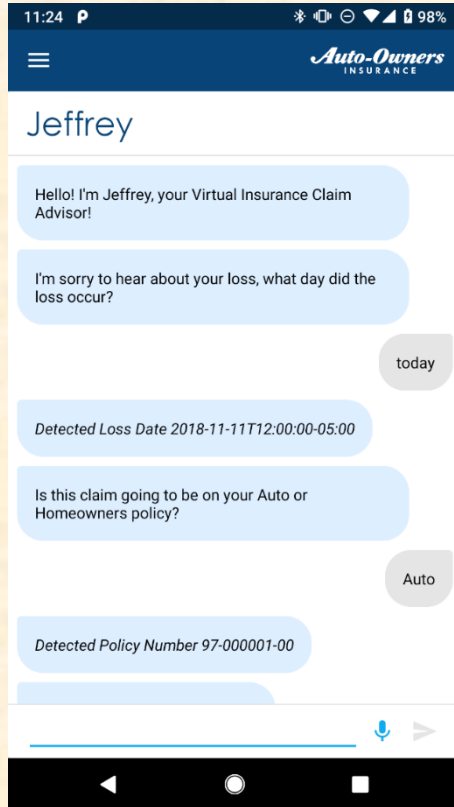 11:24 98%
Auto-Owners
INSURANCE
Jeffrey
Hello! I'm Jeffrey, your Virtual Insurance Claim
Advisor!
I'm sorry to hear about your loss, what day did the
loss occur?
today
Detected Loss Date 2018-11-11T12:00:00-05:00
Is this claim going to be on your Auto or
Homeowners policy?
Auto
Detected Policy Number 97-000001-00